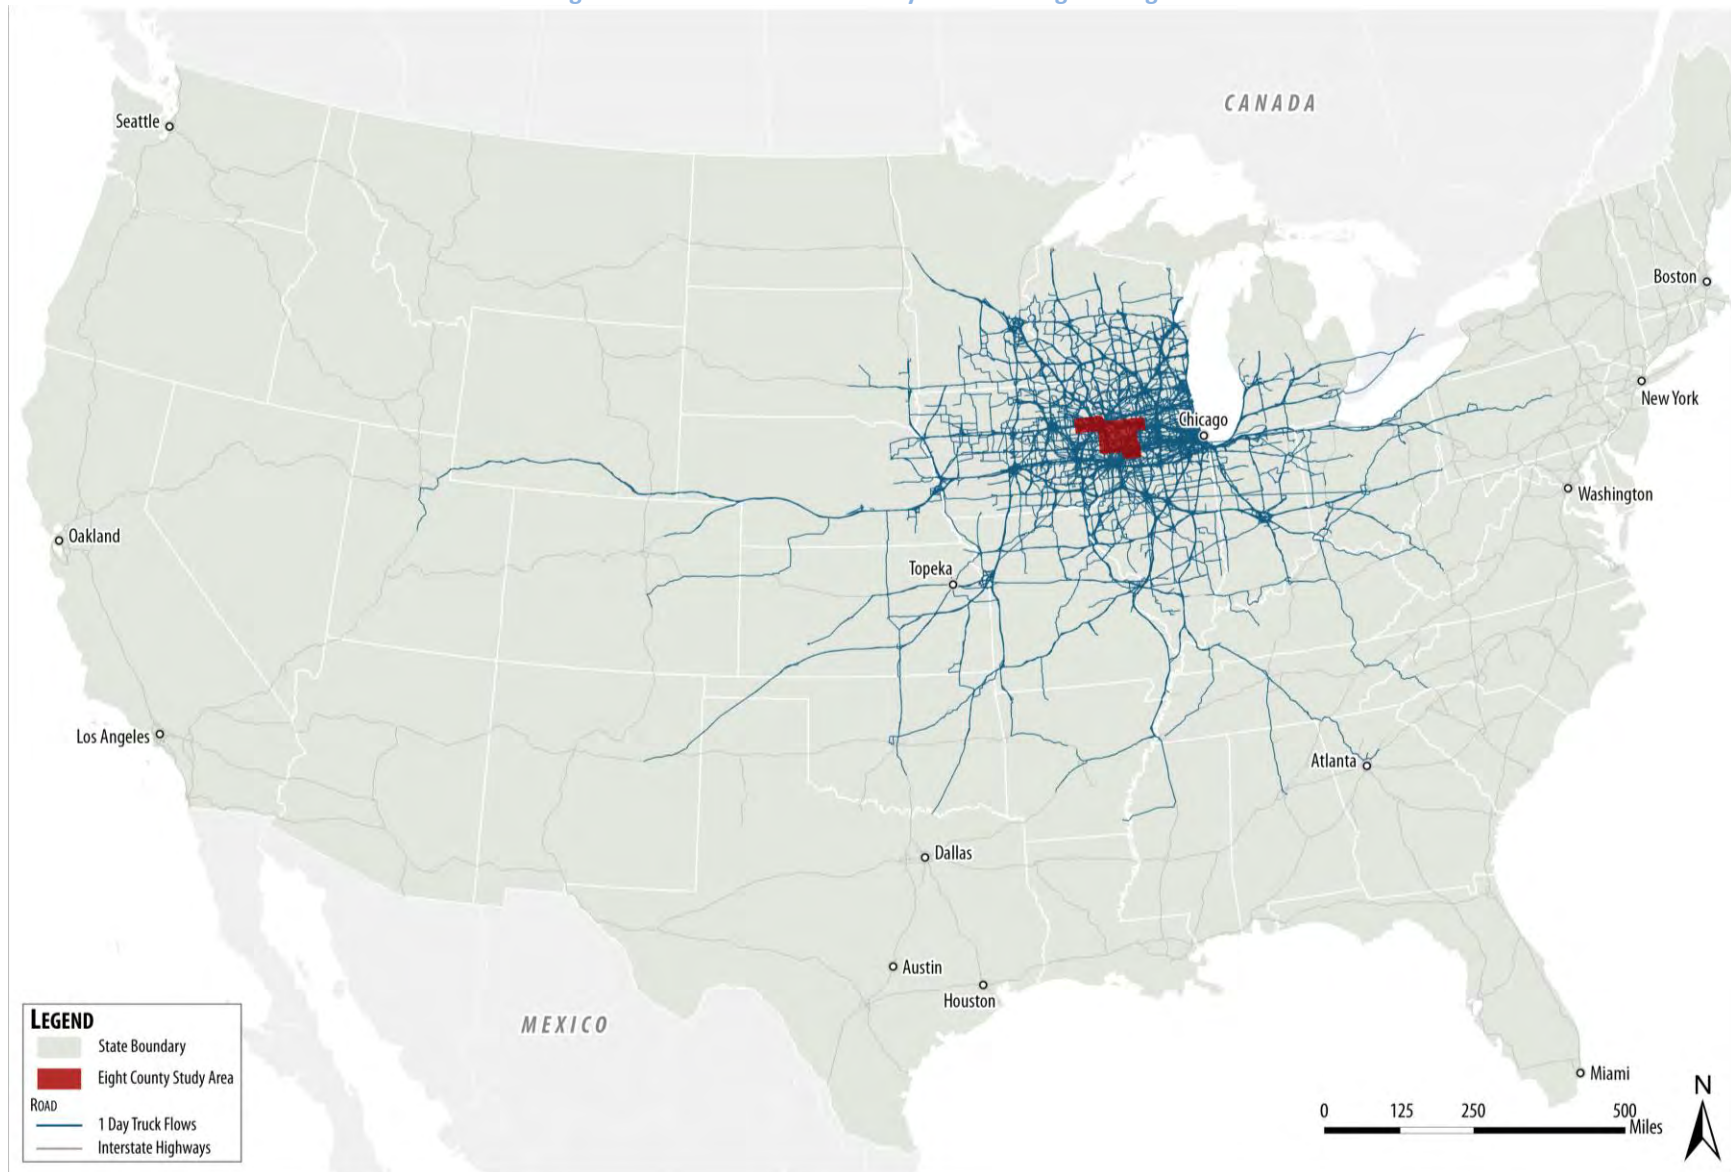 CANADA
Seattle
Boston
New York
Chicago
Washington
Oakland
Topeka
Los Angeles
Atlanta
Dallas
Austin
Houston
MEXICO
Miami
LEGEND
State Boundary
Eight County Study Area
ROAD
1 Day Truck Flows
Interstate Highways
0 125 250 500
Miles
N